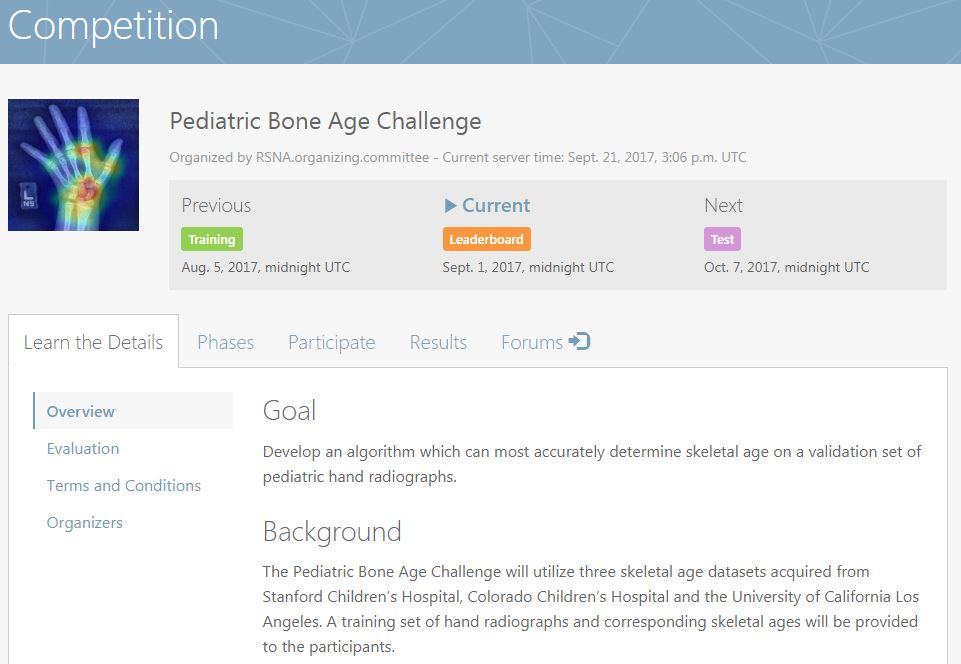 Competition
L
NS
Pediatric Bone Age Challenge
Organized by RSNA.organizing.committee - Current server time: Sept. 21, 2017, 3:06 p.m. UTC
Previous
Training
Aug. 5, 2017, midnight UTC
Current
Leaderboard
Sept. 1, 2017, midnight UTC
Next
Test
Oct. 7, 2017, midnight UTC
Learn the Details
Phases
Participate
Results
Forums
Overview
Evaluation
Terms and Conditions
Organizers
Goal
Develop an algorithm which can most accurately determine skeletal age on a validation set of
pediatric hand radiographs.
Background
The Pediatric Bone Age Challenge will utilize three skeletal age datasets acquired from
Stanford Children’s Hospital, Colorado Children’s Hospital and the University of California Los
Angeles. A training set of hand radiographs and corresponding skeletal ages will be provided
to the participants.